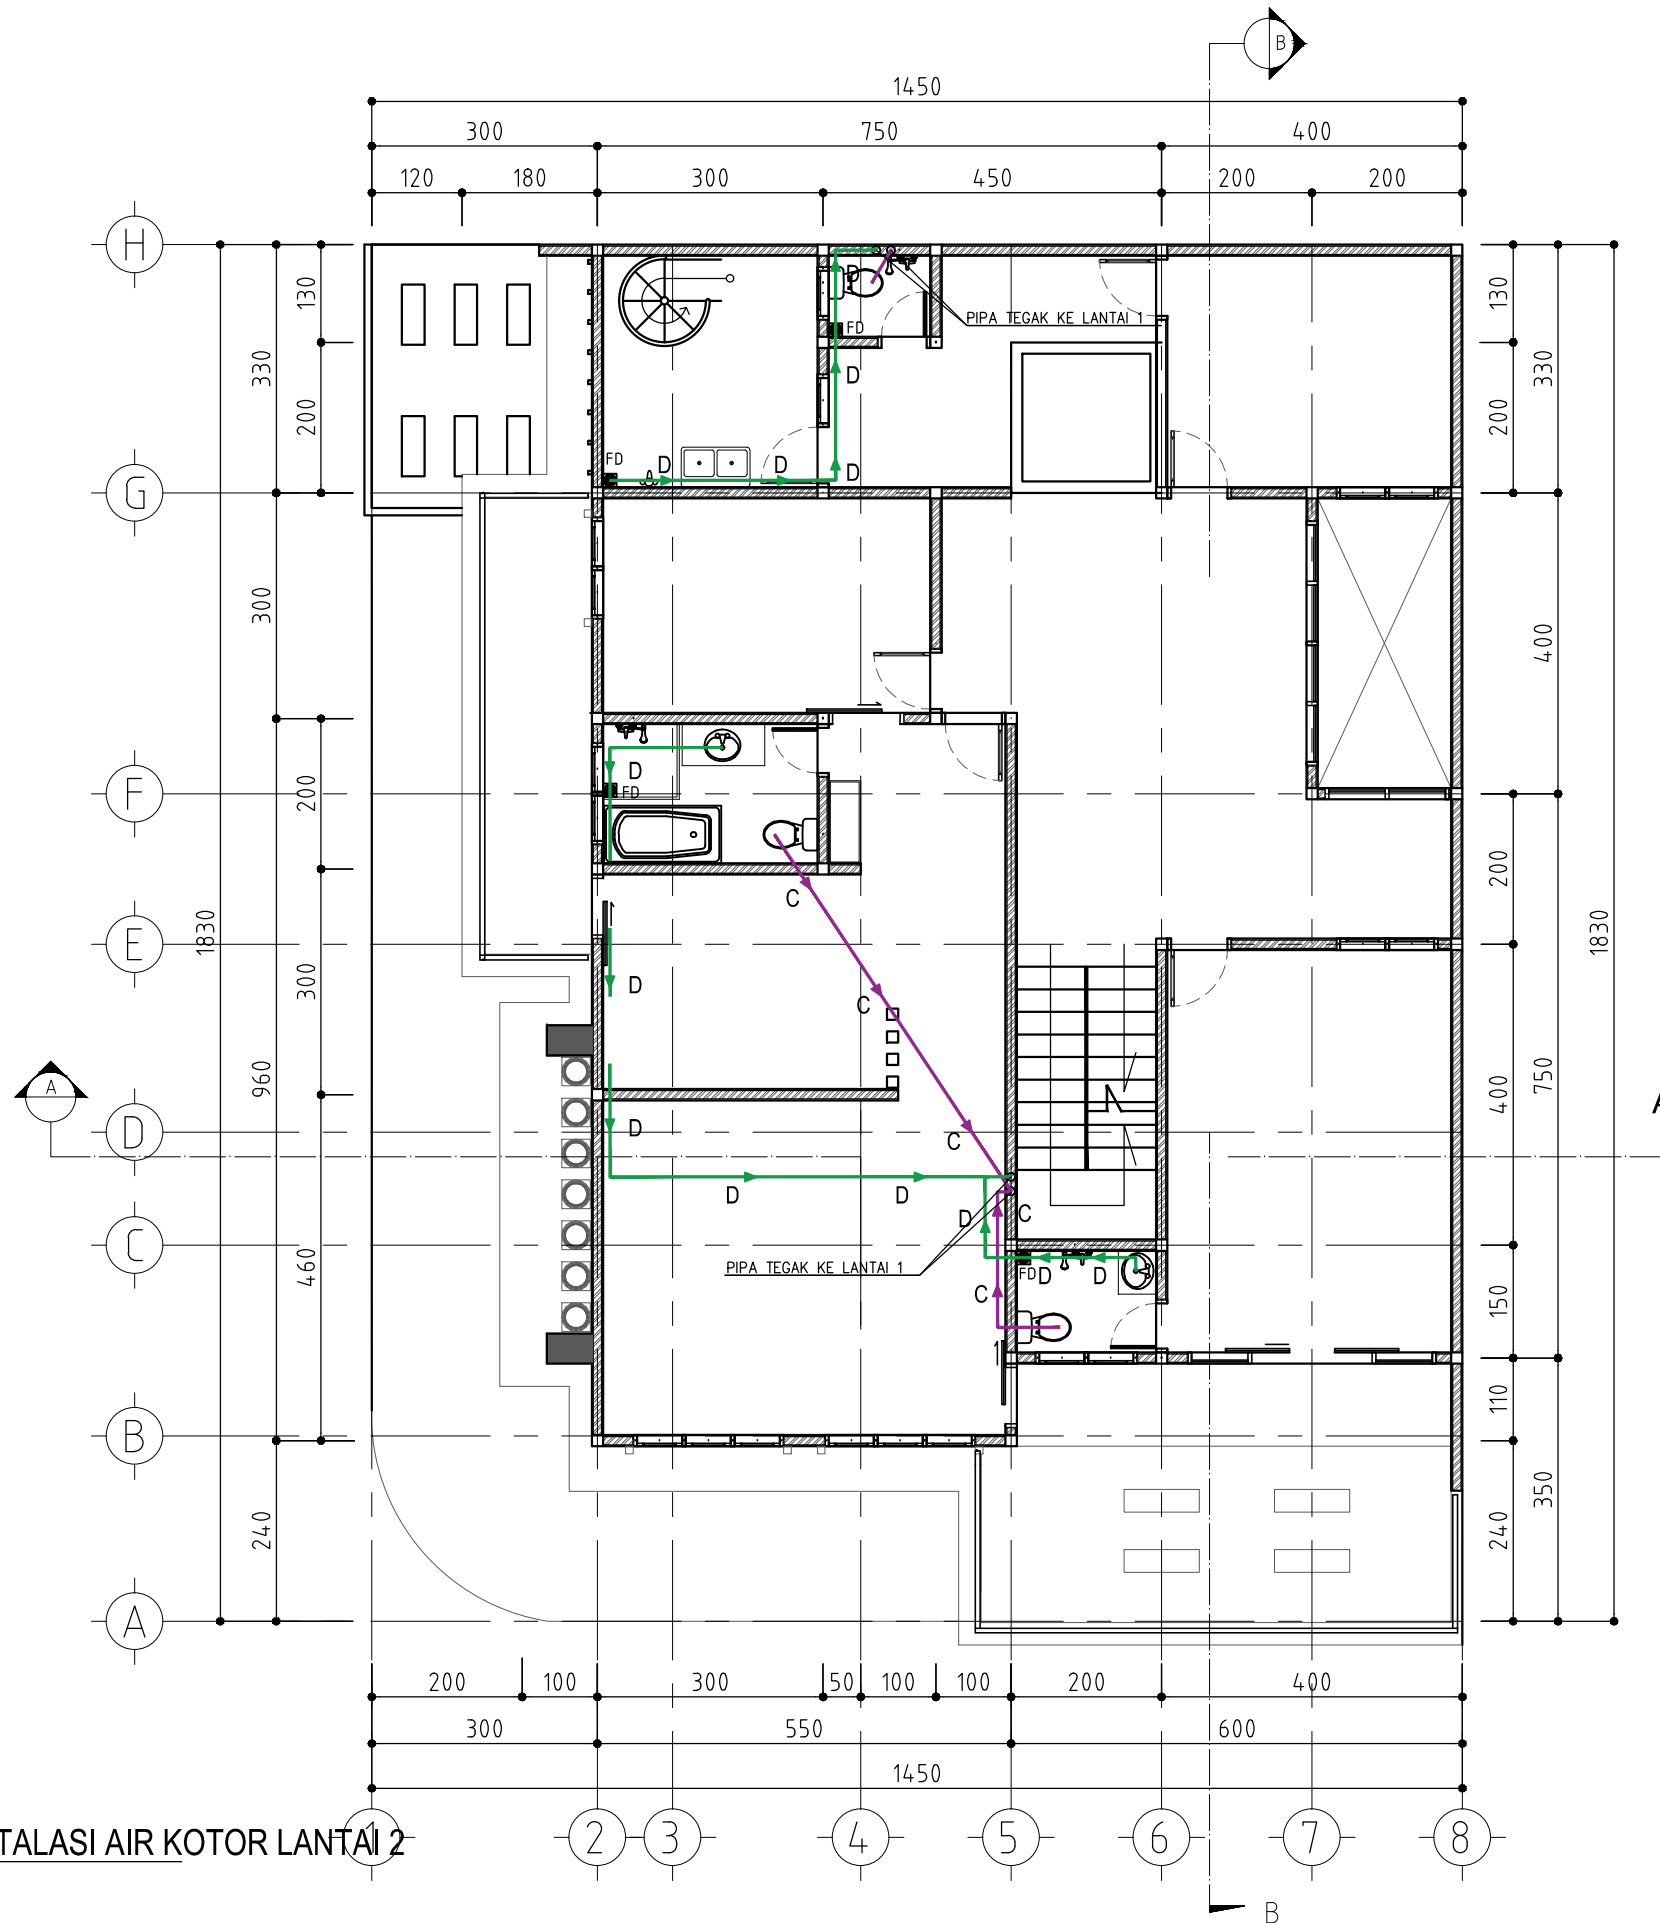 B
1450
300 750 400
120 180 300 450 200 200
H
130 130
PIPA TEGAK KE LANTAI 1
D
FD
330 330
D
200 200
FD D D D
G
300 400
D
FD
F
200 200
C
E
1830 1830
300
D
C
960 750
400
A
A
D
D
C
D D
C
D
C
460
PIPA TEGAK KE LANTAI 1
FD D D
C
150
110
B
240 350
240
A
200 100 300 50 100 100 200 400
300 550 600
1450
TALASI AIR KOTOR LANTAI 2
1 2 3 4 5 6 7 8
B